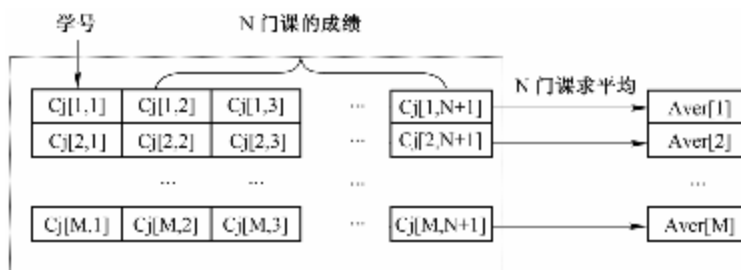 学号 N 门课的成绩
N 门课求平均
Cj[1,1] Cj[1,2] Cj[1,3] ... Cj[1,N+1] Aver[1]
Cj[2,1] Cj[2,2] Cj[2,3] Cj[2,N+1] Aver[2]
... ... ... ...
Cj[M,1] Cj[M,2] Cj[M,3] ... Cj[M,N+1] Aver[M]